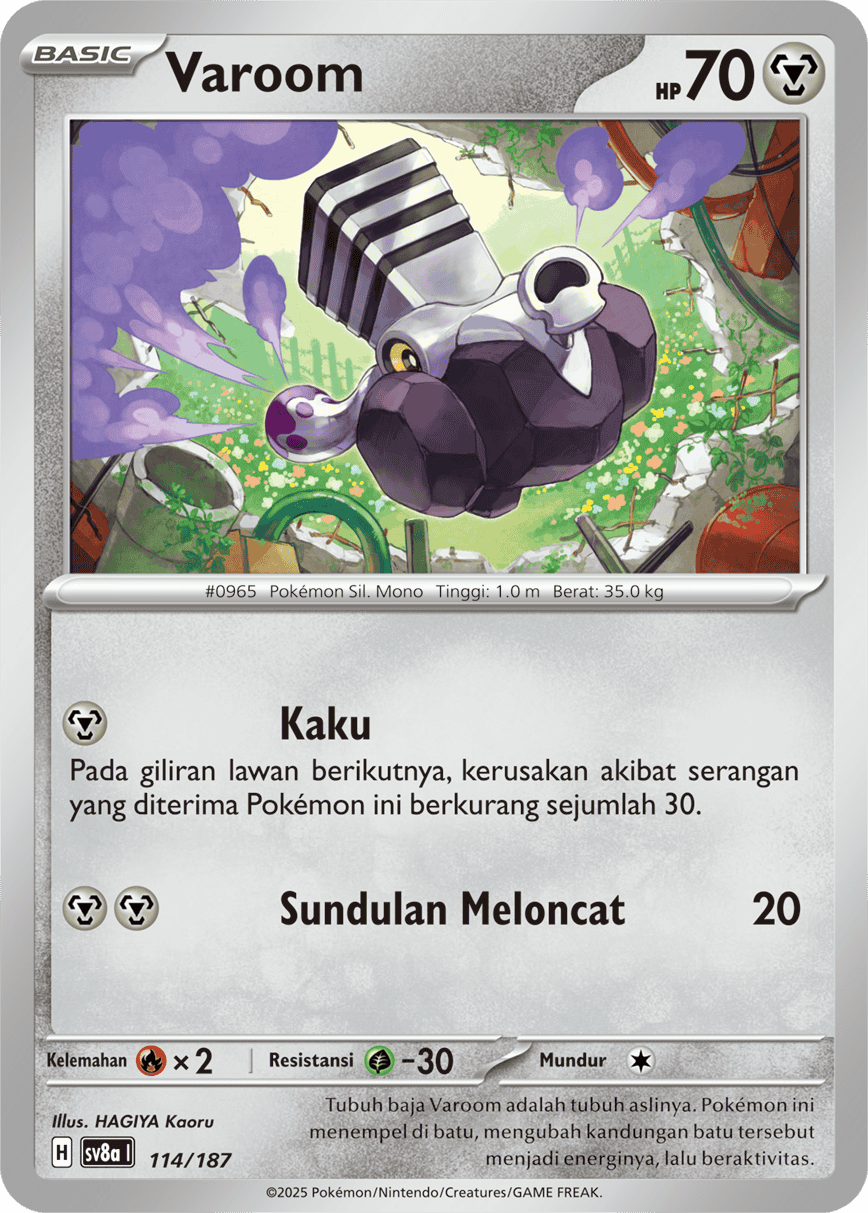 BASIC
Varoom
HP 70
#0965 Pokémon Sil. Mono Tinggi: 1.0 m Berat: 35.0 kg
Kaku
Pada giliran lawan berikutnya, kerusakan akibat serangan
yang diterima Pokémon ini berkurang sejumlah 30.
Sundulan Meloncat 20
Kelemahan ×2 Resistansi -30 Mundur
Illus. HAGIYA Kaoru
Tubuh baja Varoom adalah tubuh aslinya. Pokémon ini
menempel di batu, mengubah kandungan batu tersebut
menjadi energinya, lalu beraktivitas.
H sv8a I 114/187
©2025 Pokémon/Nintendo/Creatures/GAME FREAK.